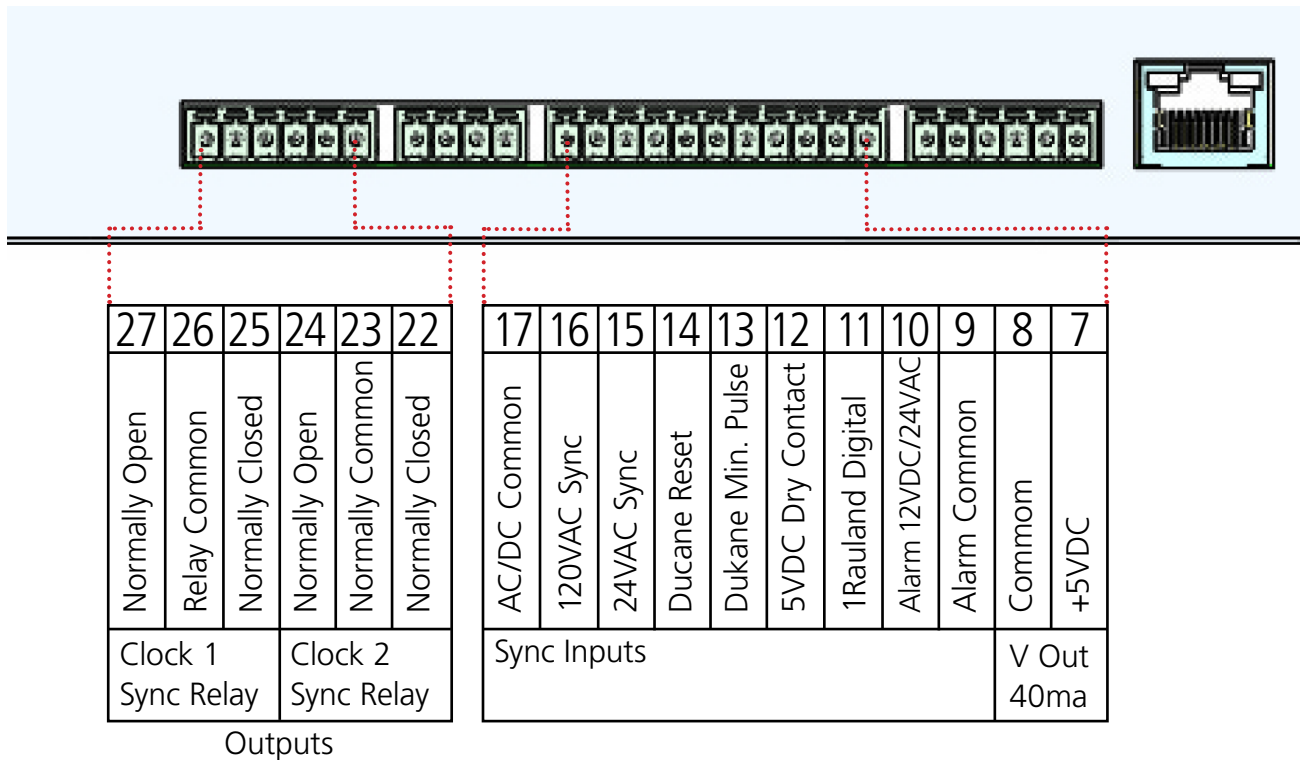 27 26 25 24 23 22
Normally Open
Relay Common
Normally Closed
Normally Open
Normally Common
Normally Closed
Clock 1
Sync Relay
Clock 2
Sync Relay
Outputs
17 16 15 14 13 12 11 10 9 8 7
AC/DC Common
120VAC Sync
24VAC Sync
Ducane Reset
Dukane Min. Pulse
5VDC Dry Contact
1Rauland Digital
Alarm 12VDC/24VAC
Alarm Common
Commom
+5VDC
Sync Inputs
V Out
40ma